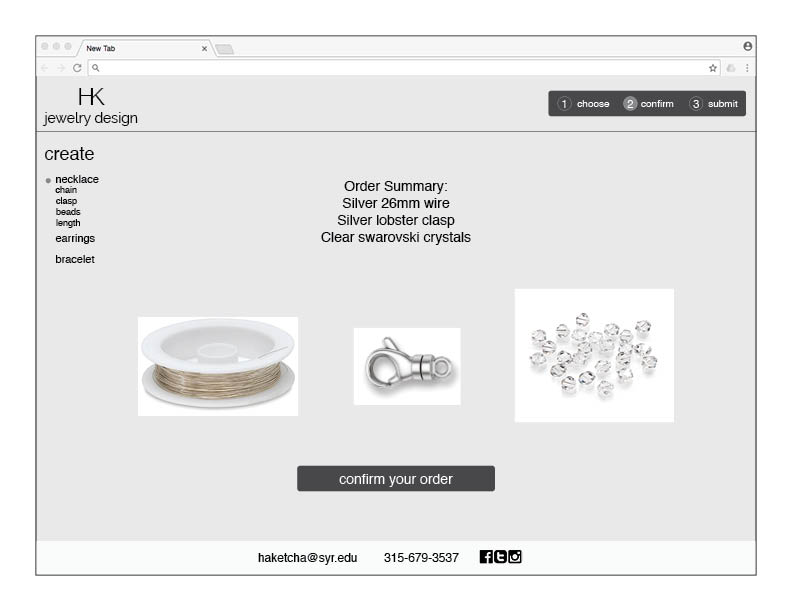 New Tab
HK
jewelry design
1 choose 2 confirm 3 submit
create
necklace
chain
clasp
beads
length
earrings
bracelet
Order Summary:
Silver 26mm wire
Silver lobster clasp
Clear swarovski crystals
confirm your order
haketcha@syr.edu 315-679-3537